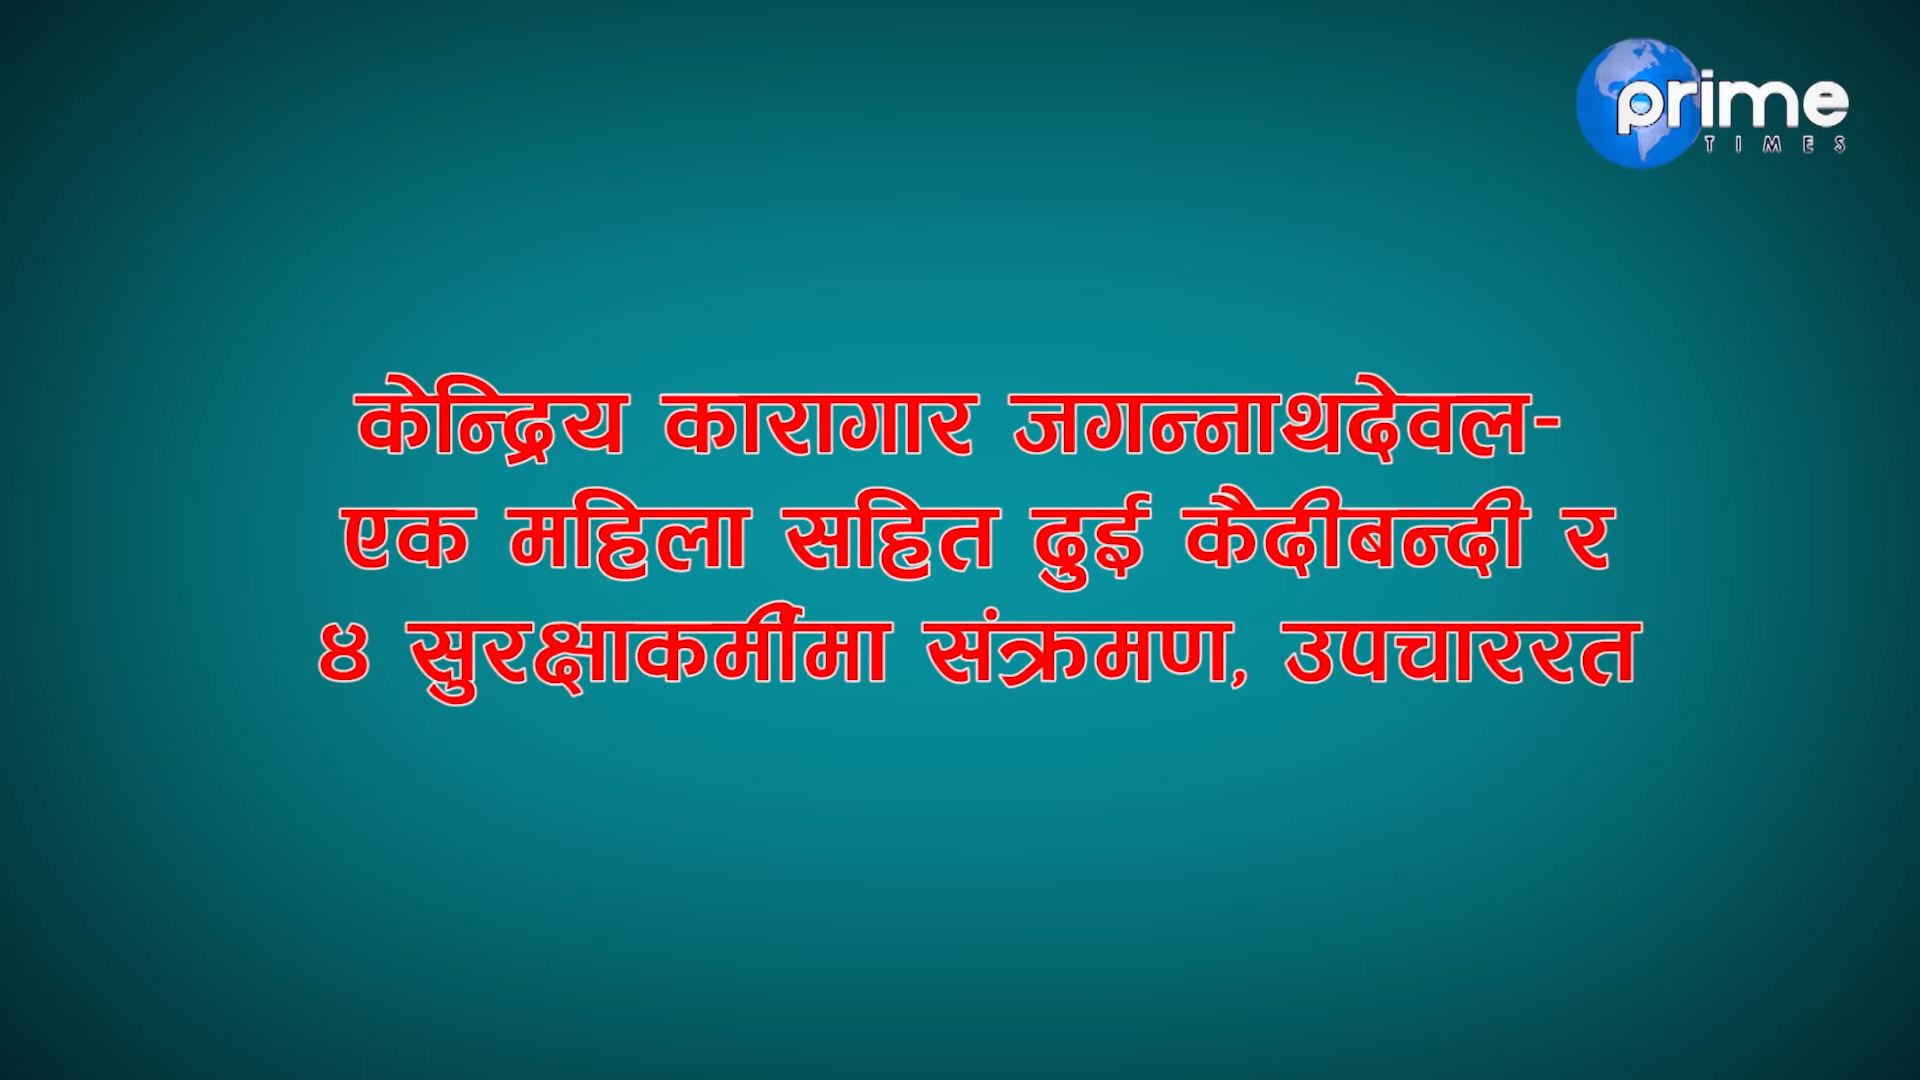 prime
TIMES
केन्द्रिय कारागार जगन्नाथदेवल-
एक महिला सहित दुई कैदीबन्दी र
४ सुरक्षाकर्मीमा संक्रमण, उपचाररत